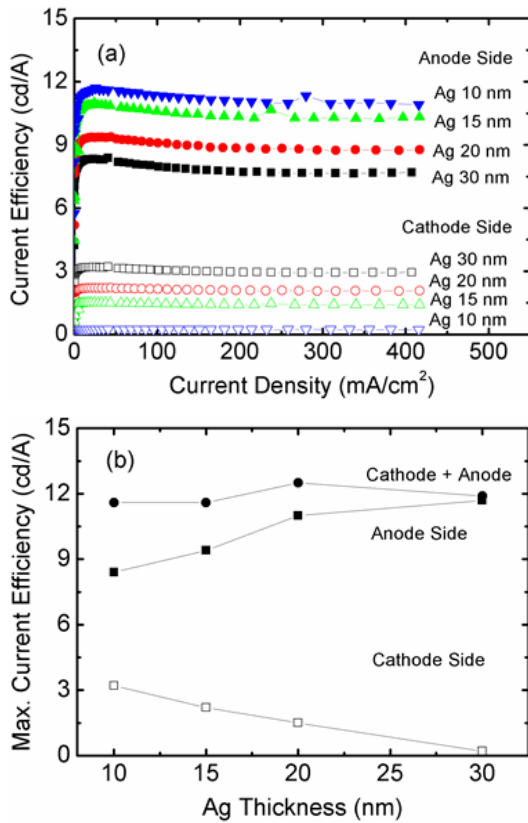 (a)
Anode Side
Ag 10 nm
Ag 15 nm
Ag 20 nm
Ag 30 nm
Cathode Side
Ag 30 nm
Ag 20 nm
Ag 15 nm
Ag 10 nm
Current Efficiency (cd/A)
15
12
9
6
3
0
0 100 200 300 400 500
Current Density (mA/cm²)
(b)
Cathode + Anode
Anode Side
Cathode Side
Max. Current Efficiency (cd/A)
15
12
9
6
3
0
10 15 20 25 30
Ag Thickness (nm)